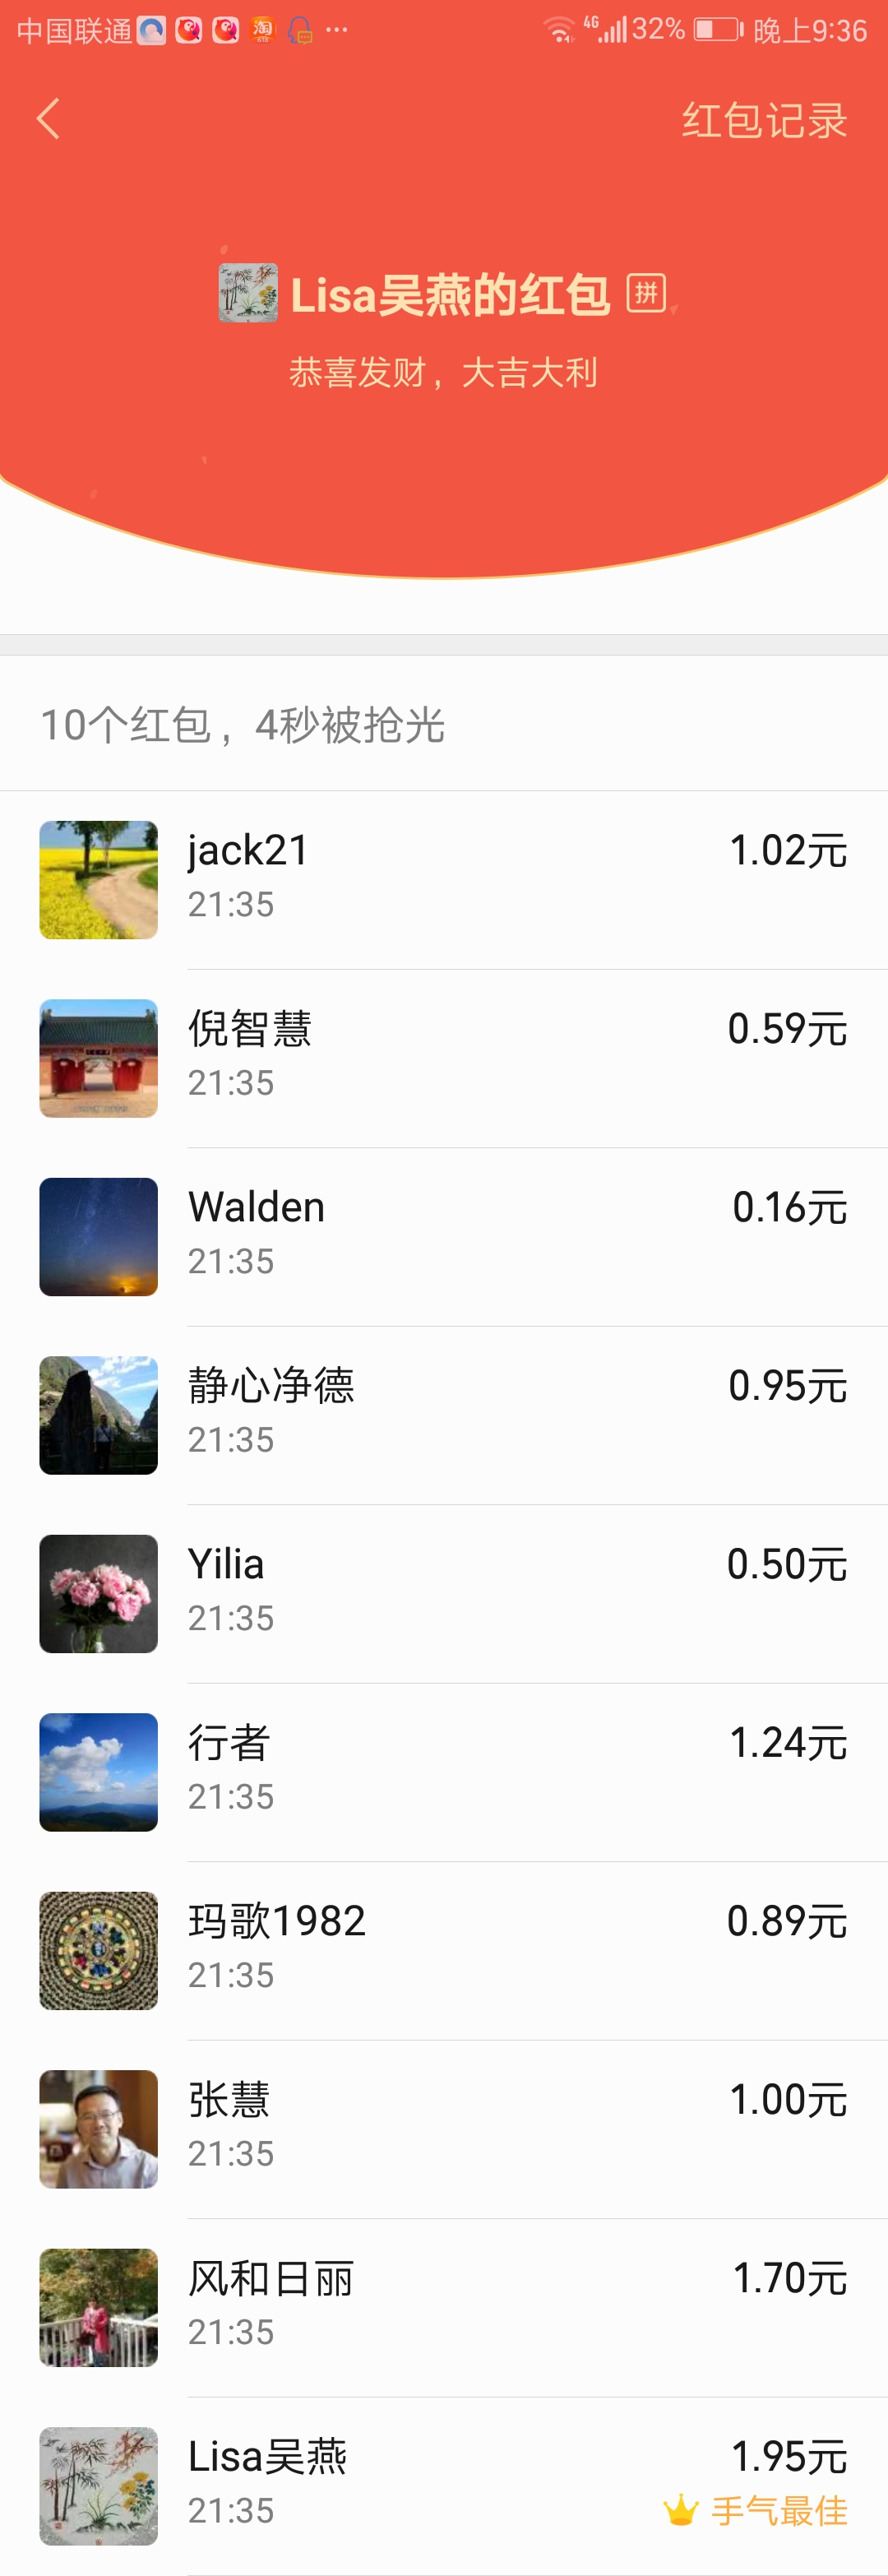 中国联通 淘 ... 4G 32% 晚上9:36
红包记录
Lisa吴燕的红包 拼
恭喜发财，大吉大利
10个红包，4秒被抢光
jack21 1.02元
21:35
倪智慧 0.59元
21:35
Walden 0.16元
21:35
静心净德 0.95元
21:35
Yilia 0.50元
21:35
行者 1.24元
21:35
玛歌1982 0.89元
21:35
张慧 1.00元
21:35
风和日丽 1.70元
21:35
Lisa吴燕 1.95元
21:35 手气最佳